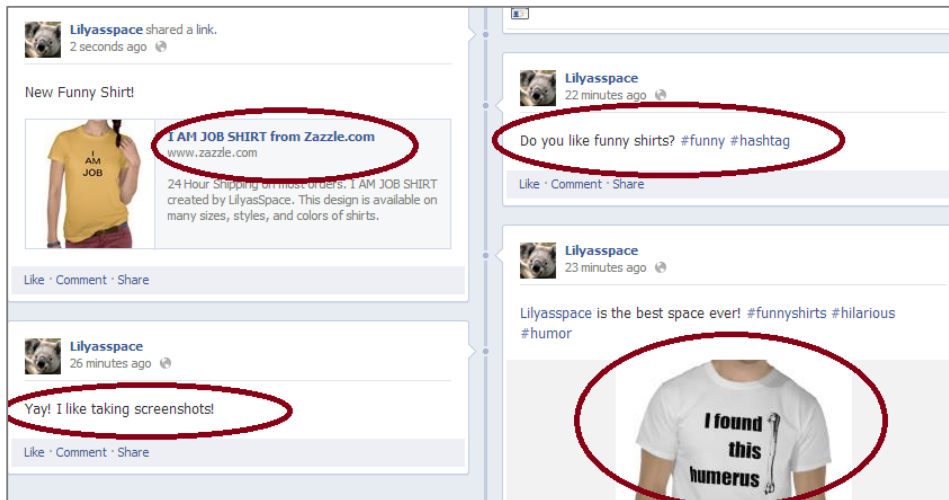 Lilyasspace shared a link.
2 seconds ago
New Funny Shirt!
I AM JOB SHIRT from Zazzle.com
www.zazzle.com
24 Hour Shipping on most orders. I AM JOB SHIRT
created by LilyasSpace. This design is available on
many sizes, styles, and colors of shirts.
I
AM
JOB
Like · Comment · Share
Lilyasspace
26 minutes ago
Yay! I like taking screenshots!
Like · Comment · Share
Lilyasspace
22 minutes ago
Do you like funny shirts? #funny #hashtag
Like · Comment · Share
Lilyasspace
23 minutes ago
Lilyasspace is the best space ever! #funnyshirts #hilarious
#humor
I found
this
humerus